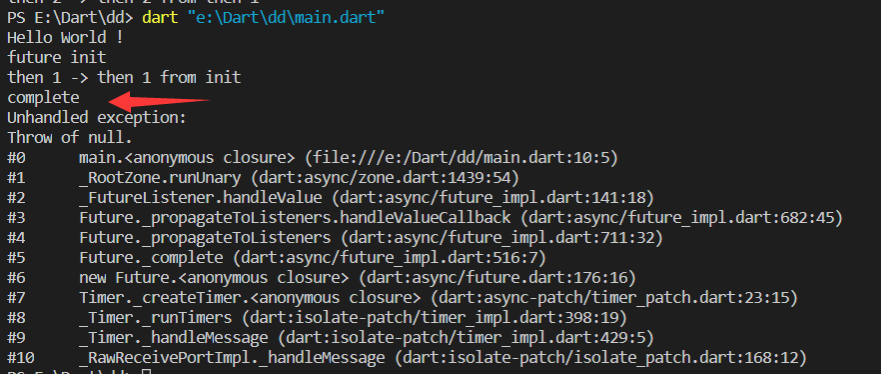 then 2 -> then 2 from then 1
PS E:\Dart\dd> dart "e:\Dart\dd\main.dart"
Hello World !
future init
then 1 -> then 1 from init
complete
Unhandled exception:
Throw of null.
#0      main.<anonymous closure> (file:///e:/Dart/dd/main.dart:10:5)
#1      _RootZone.runUnary (dart:async/zone.dart:1439:54)
#2      _FutureListener.handleValue (dart:async/future_impl.dart:141:18)
#3      Future._propagateToListeners.handleValueCallback (dart:async/future_impl.dart:682:45)
#4      Future._propagateToListeners (dart:async/future_impl.dart:711:32)
#5      Future._complete (dart:async/future_impl.dart:516:7)
#6      new Future.<anonymous closure> (dart:async/future.dart:176:16)
#7      Timer._createTimer.<anonymous closure> (dart:async-patch/timer_patch.dart:23:15)
#8      _Timer._runTimers (dart:isolate-patch/timer_impl.dart:398:19)
#9      _Timer._handleMessage (dart:isolate-patch/timer_impl.dart:429:5)
#10     _RawReceivePortImpl._handleMessage (dart:isolate-patch/isolate_patch.dart:168:12)
PS E:\Dart\dd>